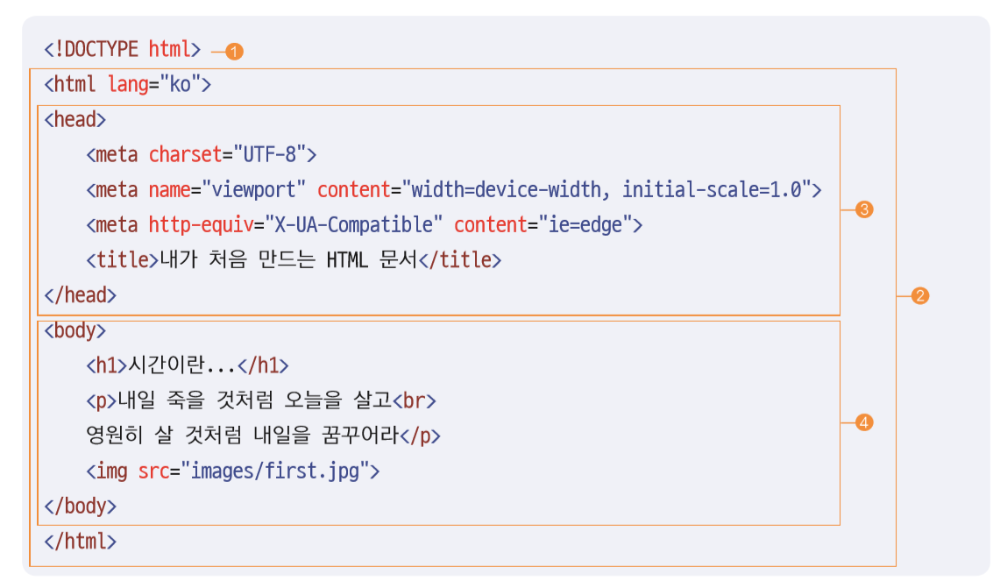 <!DOCTYPE html> 1
<html lang="ko">
<head>
<meta charset="UTF-8">
<meta name="viewport" content="width=device-width, initial-scale=1.0">
3
<meta http-equiv="X-UA-Compatible" content="ie=edge">
<title>내가 처음 만드는 HTML 문서</title>
</head>
2
<body>
<h1>시간이란...</h1>
<p>내일 죽을 것처럼 오늘을 살고<br>
4
영원히 살 것처럼 내일을 꿈꾸어라</p>
<img src="images/first.jpg">
</body>
</html>